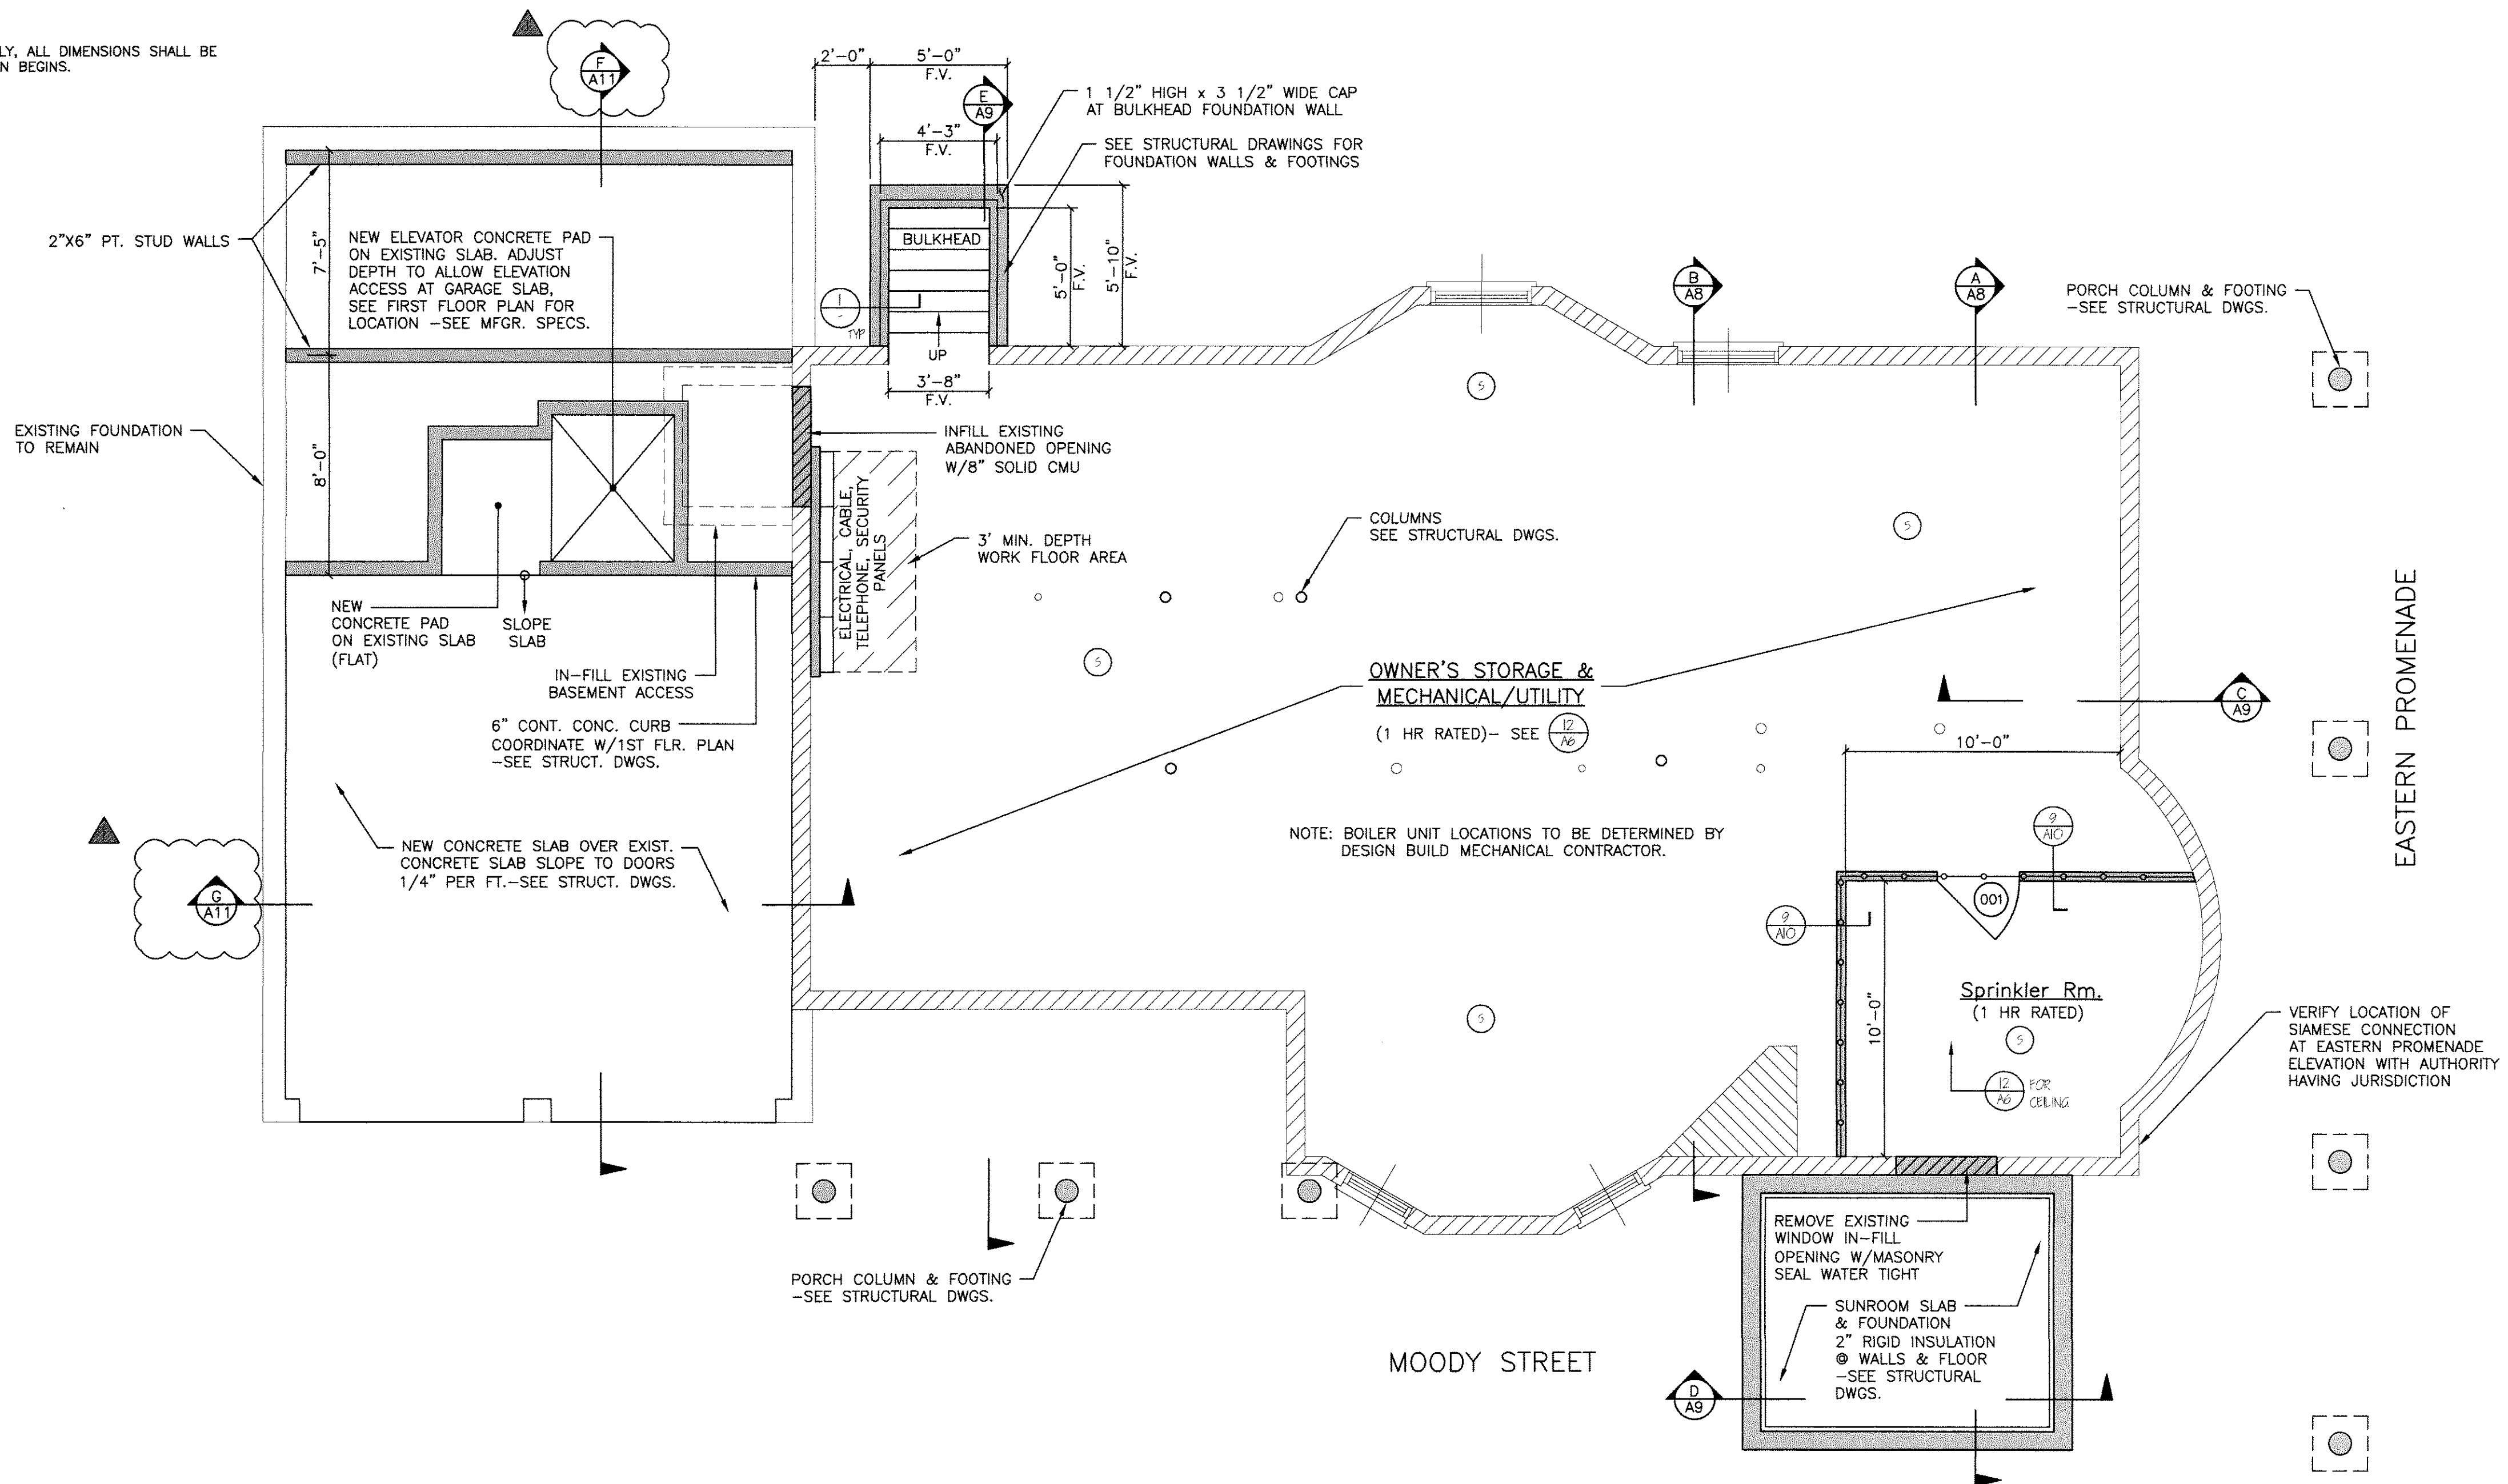 LY, ALL DIMENSIONS SHALL BE
N BEGINS.
F
A11
2'-0"
5'-0"
F.V.
E
A9
4'-3"
F.V.
1 1/2" HIGH x 3 1/2" WIDE CAP
AT BULKHEAD FOUNDATION WALL
SEE STRUCTURAL DRAWINGS FOR
FOUNDATION WALLS & FOOTINGS
2"X6" PT. STUD WALLS
7'-5"
NEW ELEVATOR CONCRETE PAD
ON EXISTING SLAB. ADJUST
DEPTH TO ALLOW ELEVATION
ACCESS AT GARAGE SLAB,
SEE FIRST FLOOR PLAN FOR
LOCATION -SEE MFGR. SPECS.
BULKHEAD
5'-0"
F.V.
5'-10"
F.V.
1
-
TYP
UP
3'-8"
F.V.
B
A8
A
A8
PORCH COLUMN & FOOTING
-SEE STRUCTURAL DWGS.
5
EXISTING FOUNDATION
TO REMAIN
8'-0"
INFILL EXISTING
ABANDONED OPENING
W/8" SOLID CMU
ELECTRICAL, CABLE,
TELEPHONE, SECURITY
PANELS
3' MIN. DEPTH
WORK FLOOR AREA
COLUMNS
SEE STRUCTURAL DWGS.
5
NEW
CONCRETE PAD
ON EXISTING SLAB
(FLAT)
SLOPE
SLAB
IN-FILL EXISTING
BASEMENT ACCESS
6" CONT. CONC. CURB
COORDINATE W/1ST FLR. PLAN
-SEE STRUCT. DWGS.
5
OWNER'S STORAGE &
MECHANICAL/UTILITY
(1 HR RATED)- SEE
12
A6
C
A9
EASTERN PROMENADE
10'-0"
NOTE: BOILER UNIT LOCATIONS TO BE DETERMINED BY
DESIGN BUILD MECHANICAL CONTRACTOR.
9
A10
NEW CONCRETE SLAB OVER EXIST.
CONCRETE SLAB SLOPE TO DOORS
1/4" PER FT.-SEE STRUCT. DWGS.
G
A11
001
9
A10
10'-0"
Sprinkler Rm.
(1 HR RATED)
5
5
12
A6
FOR
CEILING
VERIFY LOCATION OF
SIAMESE CONNECTION
AT EASTERN PROMENADE
ELEVATION WITH AUTHORITY
HAVING JURISDICTION
PORCH COLUMN & FOOTING
-SEE STRUCTURAL DWGS.
REMOVE EXISTING
WINDOW IN-FILL
OPENING W/MASONRY
SEAL WATER TIGHT
SUNROOM SLAB
& FOUNDATION
2" RIGID INSULATION
@ WALLS & FLOOR
-SEE STRUCTURAL
DWGS.
MOODY STREET
D
A9